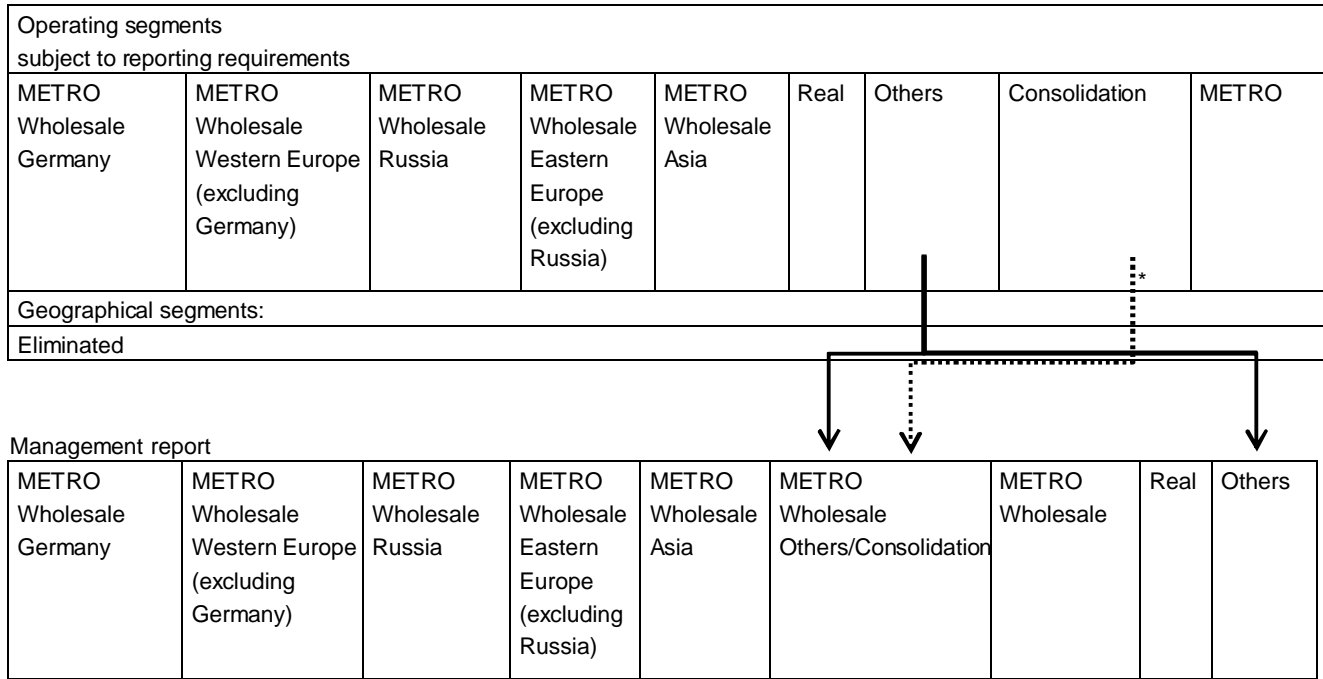 Operating segments
subject to reporting requirements
METRO
Wholesale
Germany
METRO
Wholesale
Western Europe
(excluding
Germany)
METRO
Wholesale
Russia
METRO
Wholesale
Eastern
Europe
(excluding
Russia)
METRO
Wholesale
Asia
Real
Others
Consolidation
METRO
*
Geographical segments:
Eliminated
Management report
METRO
Wholesale
Germany
METRO
Wholesale
Western Europe
(excluding
Germany)
METRO
Wholesale
Russia
METRO
Wholesale
Eastern
Europe
(excluding
Russia)
METRO
Wholesale
Asia
METRO
Wholesale
Others/Consolidation
METRO
Wholesale
Real
Others